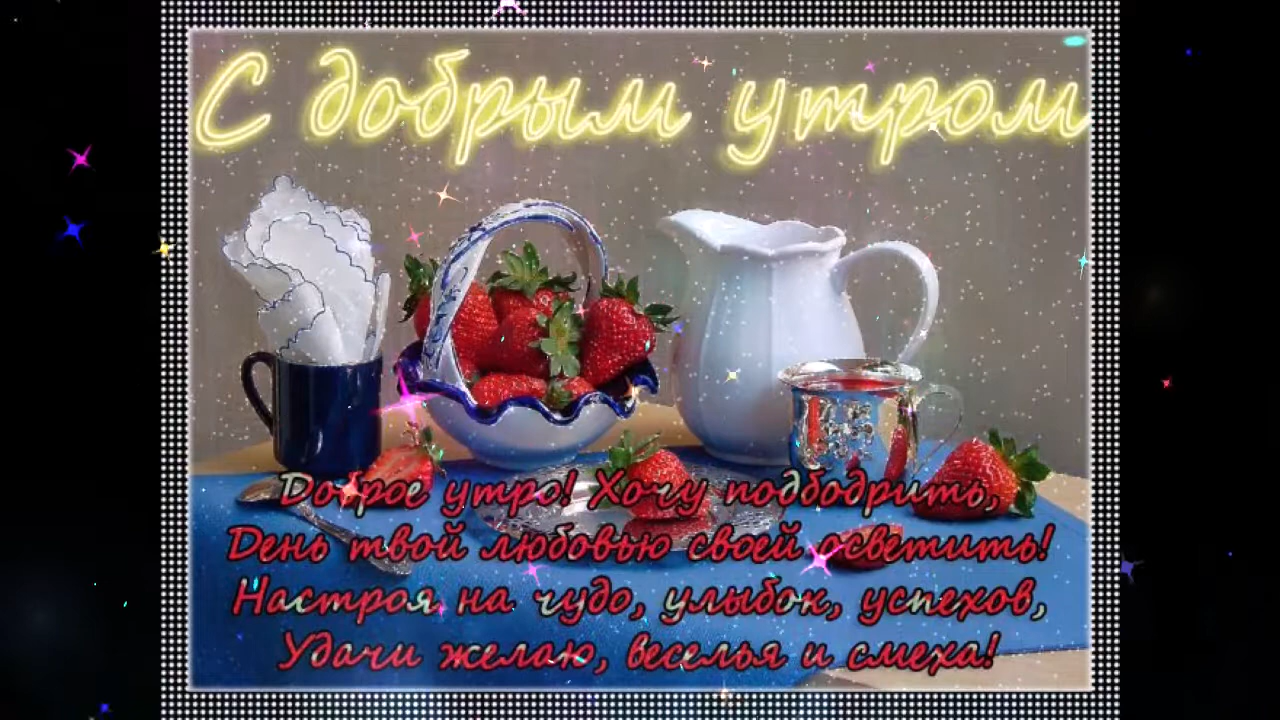 С добрым утром
Доброе утро! Хочу подбодрить,
День твой любовью своей осветить!
Настроя на чудо, улыбок, успехов,
Удачи желаю, веселья и смеха!